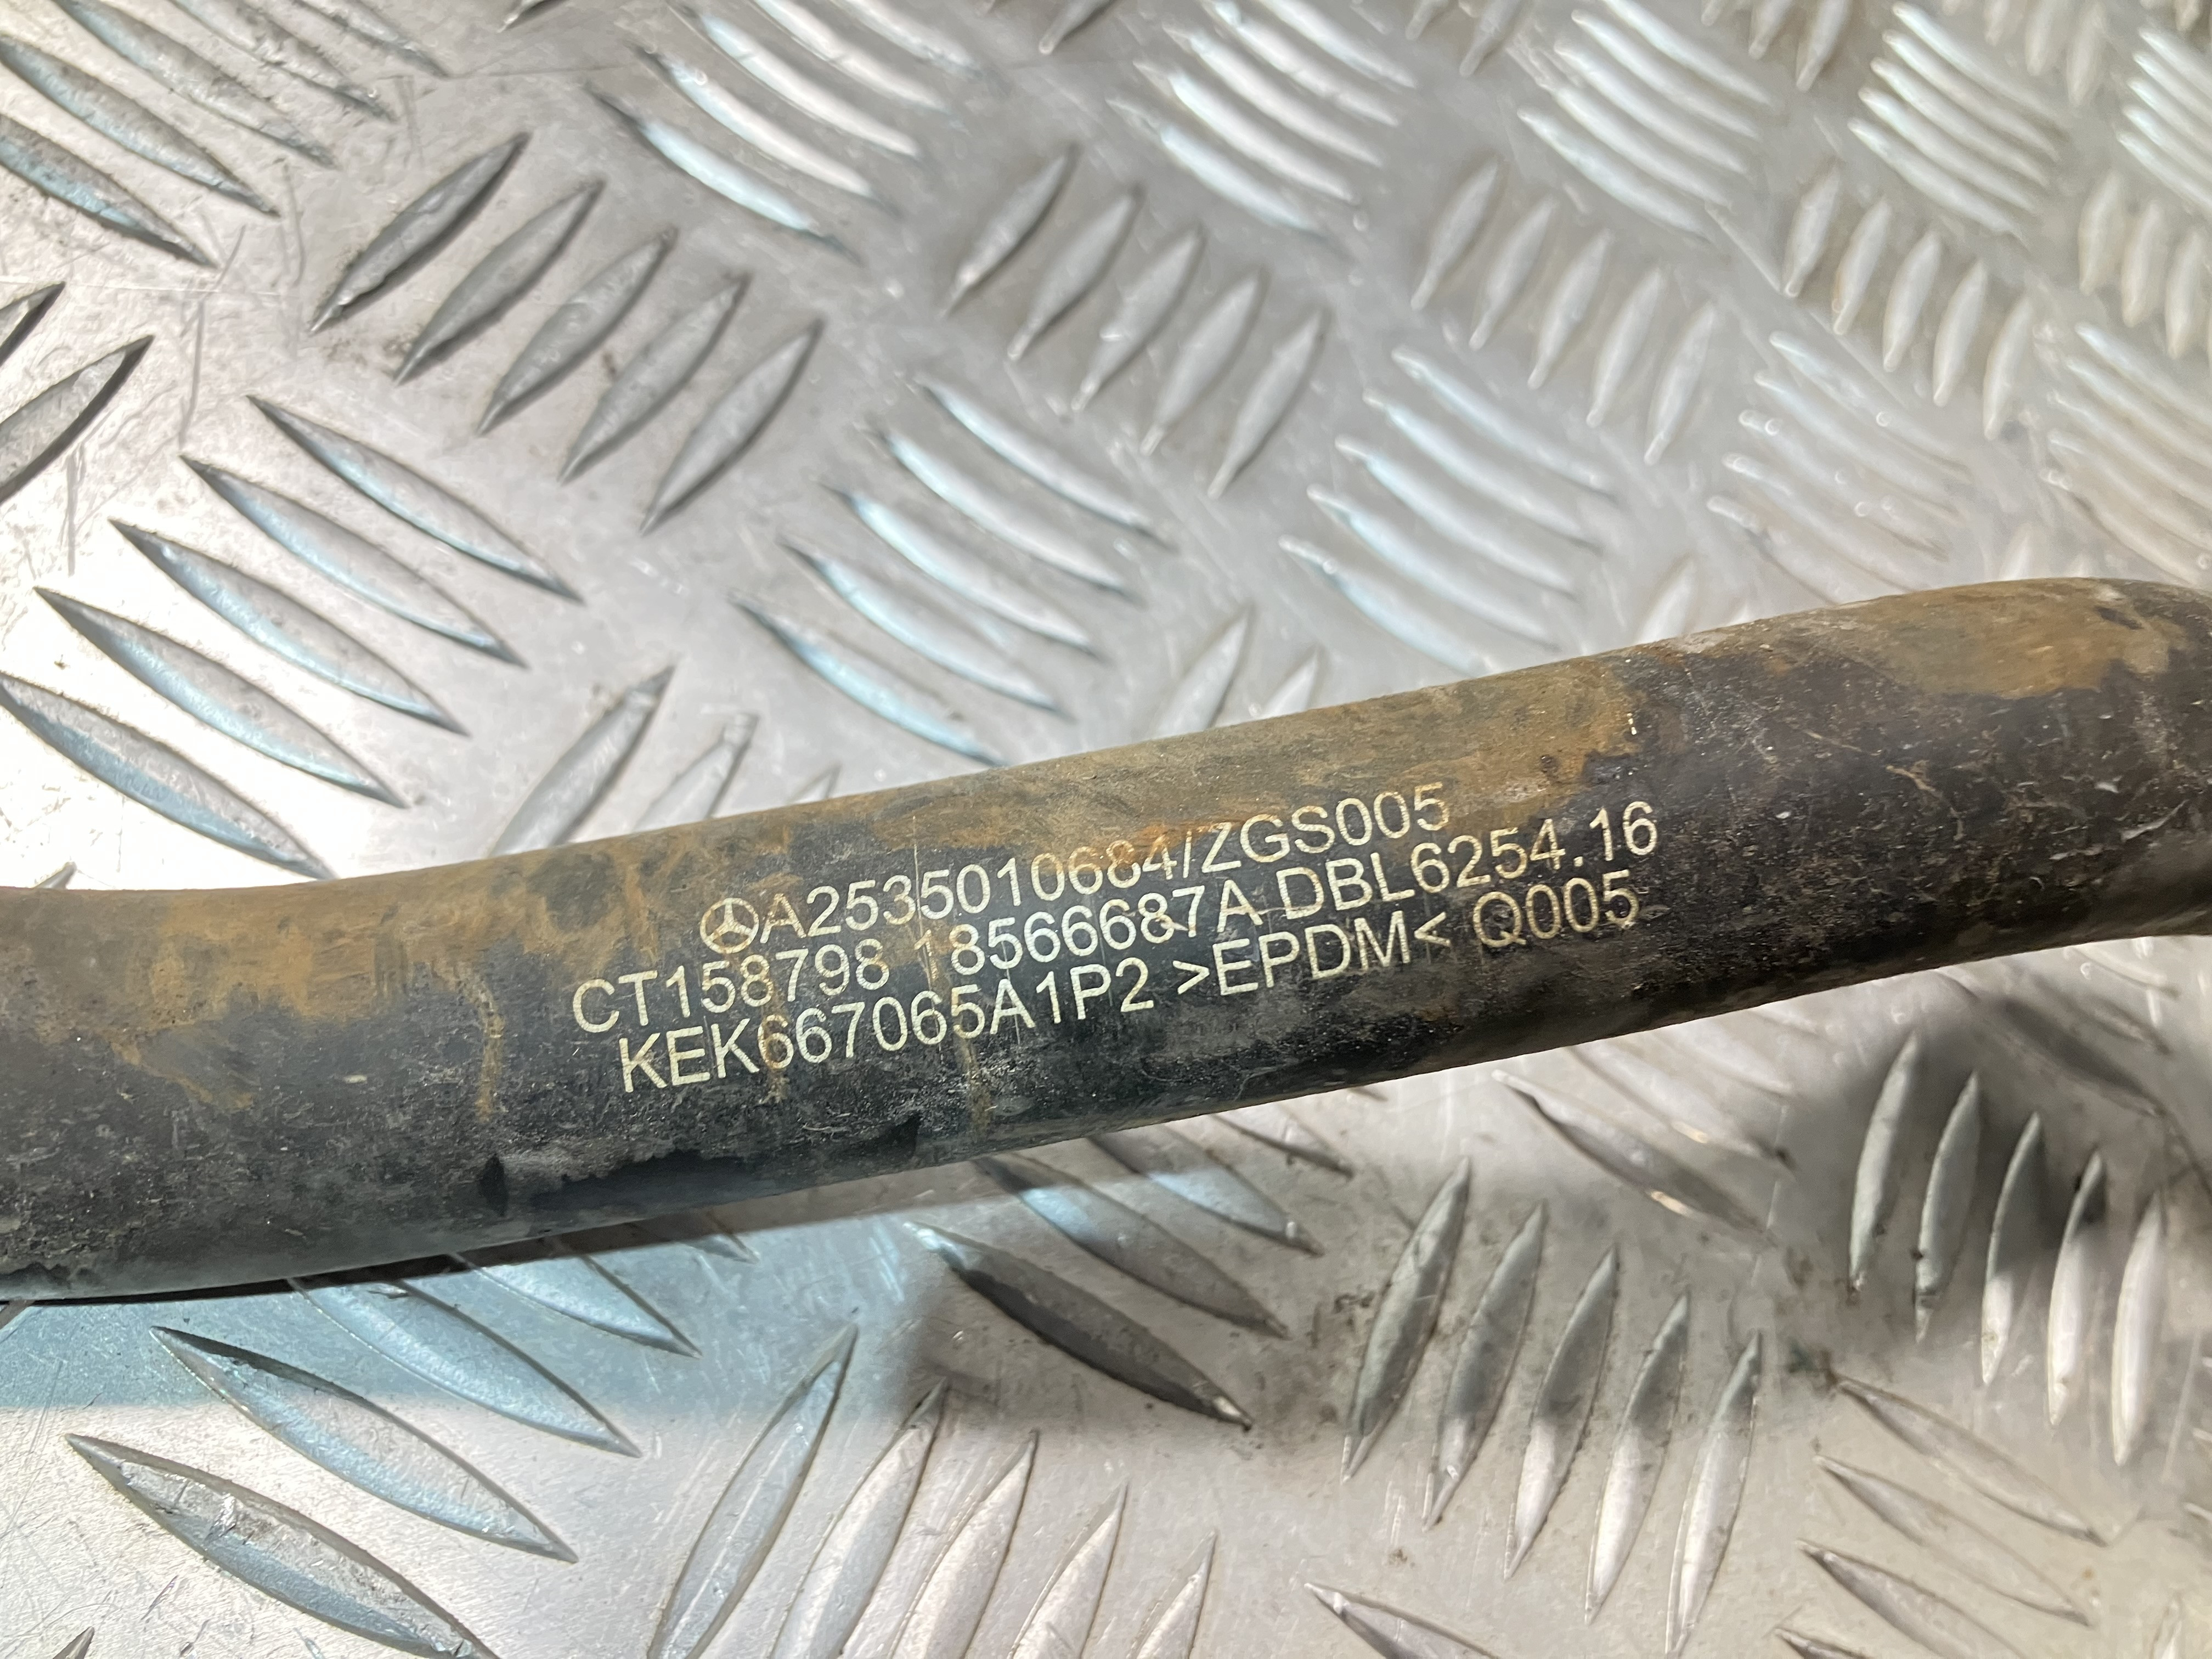 A2535010684/ZGS005
CT158798 18566687A DBL6254.16
KEK667065A1P2 >EPDM< Q005